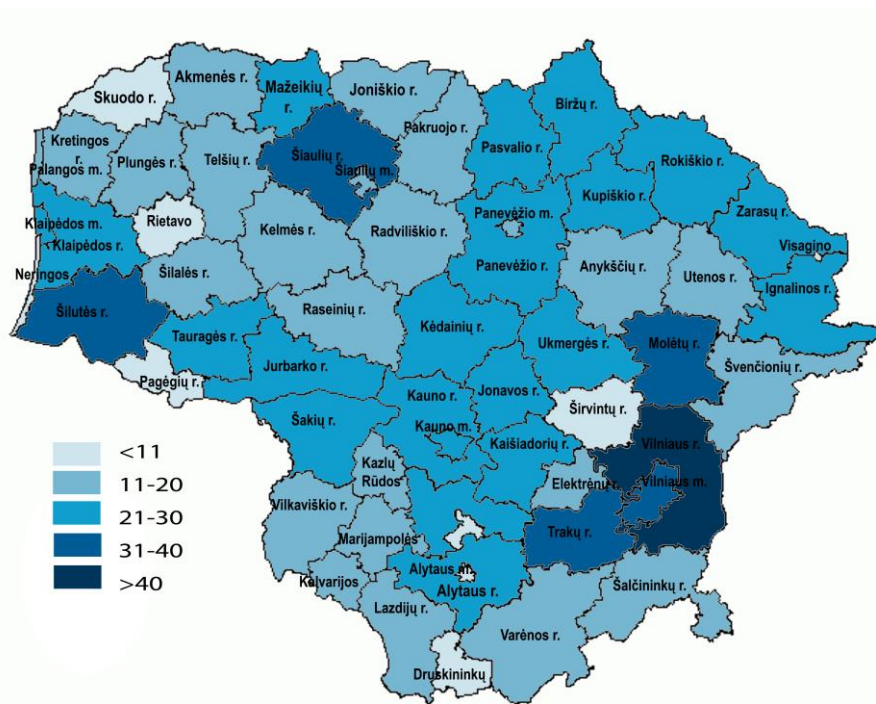 Skuodo r.
Akmenės r.
Mažeikių
r.
Joniškio r.
Biržų r.
Kretingos
r.
Palangos m.
Plungės r.
Telšių r.
Šiaulių r.
Šiaulių m.
Pakruojo r.
Pasvalio r.
Rokiškio r.
Kupiškio r.
Klaipėdos m.
Klaipėdos r.
Rietavo
Kelmės r.
Radviliškio r.
Panevėžio m.
Panevėžio r.
Zarasų r.
Visagino
Neringos
Šilalės r.
Anykščių r.
Utenos r.
Ignalinos r.
Šilutės r.
Raseinių r.
Tauragės r.
Kėdainių r.
Ukmergės r.
Molėtų r.
Švenčionių r.
Pagėgių r.
Jurbarko r.
Kauno r.
Kauno m.
Jonavos r.
Širvintų r.
Šakių r.
Kaišiadorių r.
Vilniaus r.
Kazlų
Rūdos
Elektrėnų r.
Vilniaus m.
Vilkaviškio r.
Marijampolės
Trakų r.
Kalvarijos
Alytaus m.
Alytaus r.
Šalčininkų r.
Lazdijų r.
Varėnos r.
Druskininkų
<11
11-20
21-30
31-40
>40